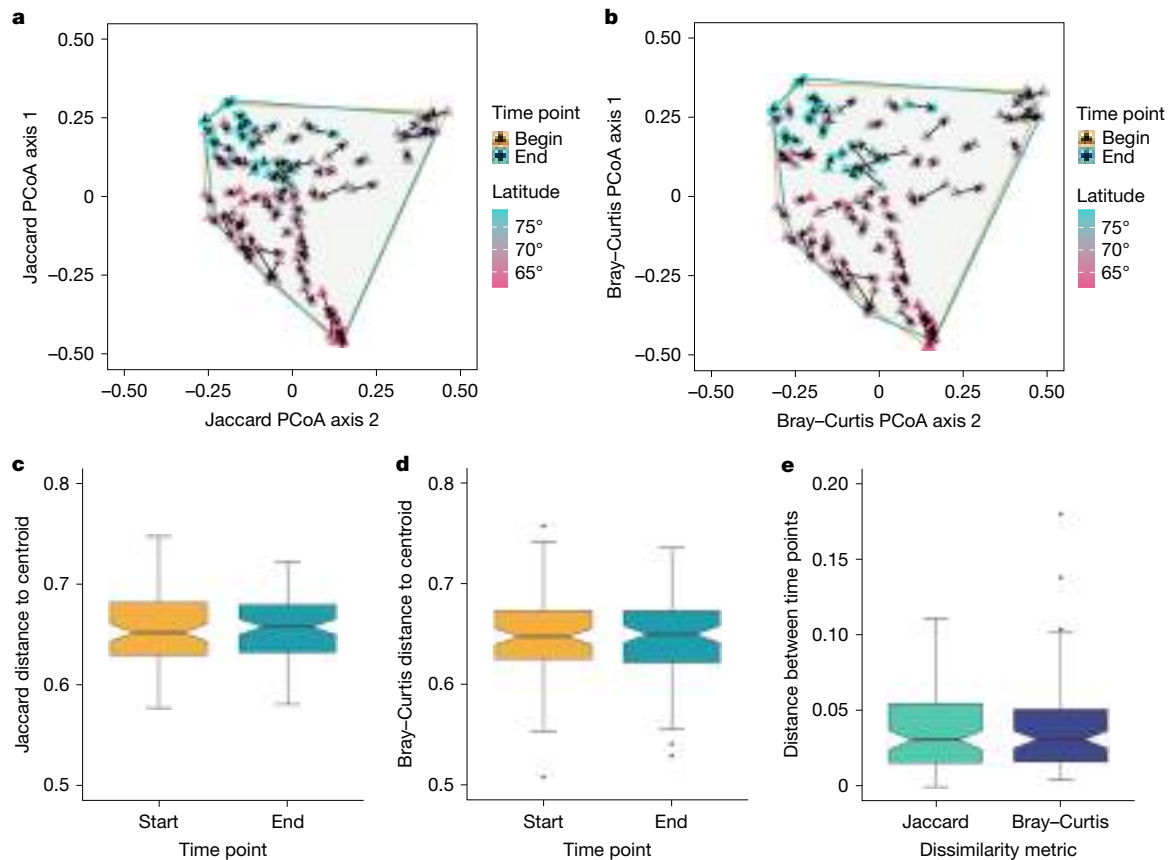 a
0.50
0.25
0
−0.25
−0.50
Jaccard PCoA axis 1
−0.50
−0.25
0
0.25
0.50
Jaccard PCoA axis 2
Time point
Begin
End
Latitude
75°
70°
65°
b
0.50
0.25
0
−0.25
−0.50
Bray–Curtis PCoA axis 1
−0.50
−0.25
0
0.25
0.50
Bray–Curtis PCoA axis 2
Time point
Begin
End
Latitude
75°
70°
65°
c
0.8
0.7
0.6
0.5
Jaccard distance to centroid
Start
End
Time point
d
0.8
0.7
0.6
0.5
Bray–Curtis distance to centroid
Start
End
Time point
e
0.20
0.15
0.10
0.05
0
Distance between time points
Jaccard
Bray–Curtis
Dissimilarity metric